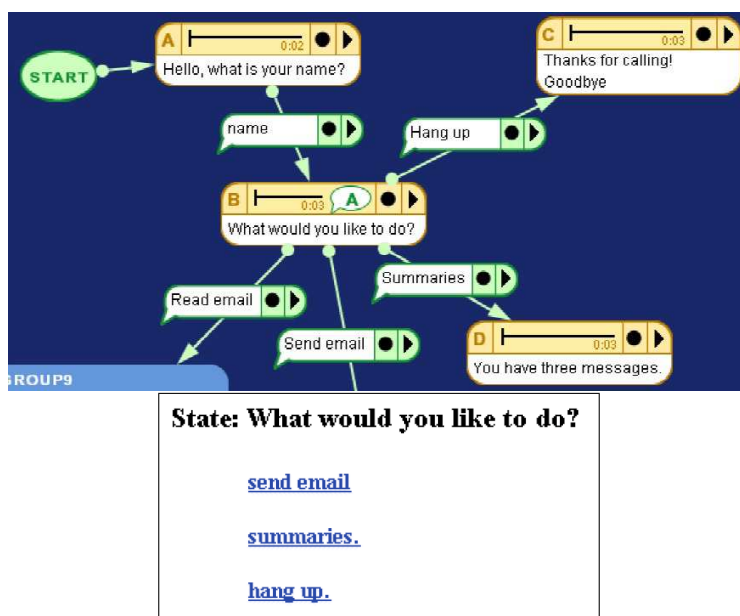 A
0:02
Hello, what is your name?
C
0:03
Thanks for calling!
Goodbye
START
name
Hang up
B
0:03
A
What would you like to do?
Read email
Summaries
Send email
D
0:03
You have three messages.
GROUP9
State: What would you like to do?
send email
summaries.
hang up.